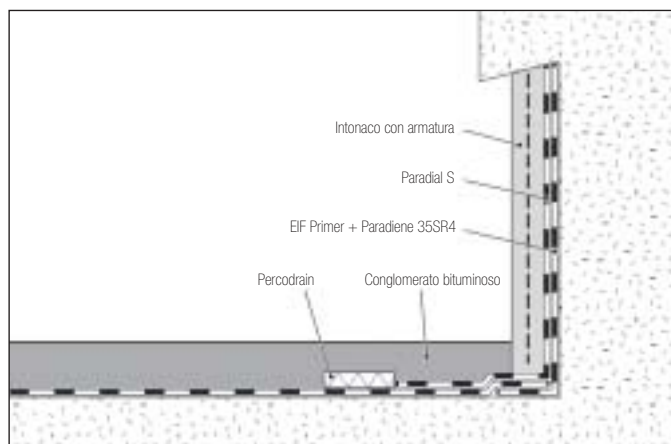 Intonaco con armatura
Paradial S
EIF Primer + Paradiene 35SR4
Percodrain
Conglomerato bituminoso